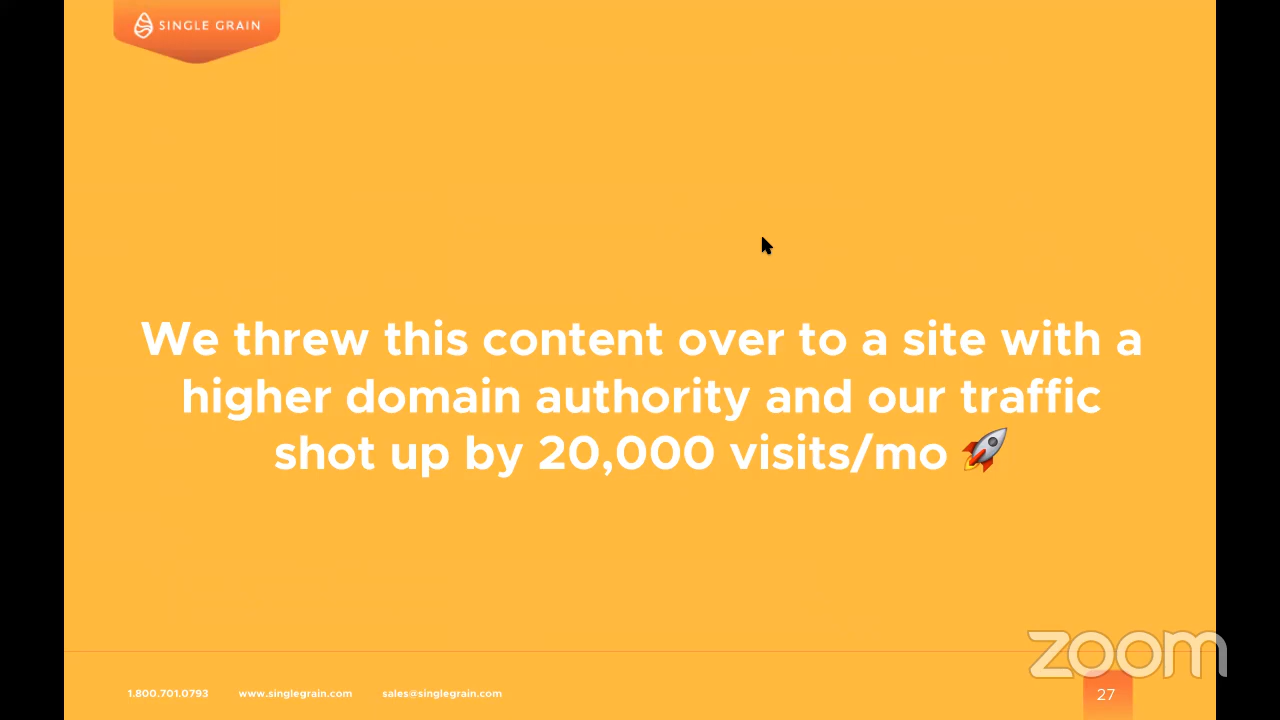 SINGLE GRAIN
We threw this content over to a site with a
higher domain authority and our traffic
shot up by 20,000 visits/mo 🚀
zoom
1.800.701.0793 www.singlegrain.com sales@singlegrain.com 27